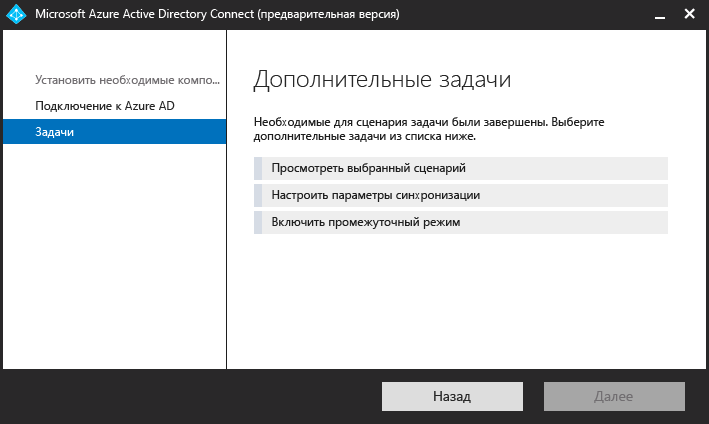 Microsoft Azure Active Directory Connect (предварительная версия)
Установить необходимые компо...
Подключение к Azure AD
Задачи
Дополнительные задачи
Необходимые для сценария задачи были завершены. Выберите
дополнительные задачи из списка ниже.
Просмотреть выбранный сценарий
Настроить параметры синхронизации
Включить промежуточный режим
Назад
Далее